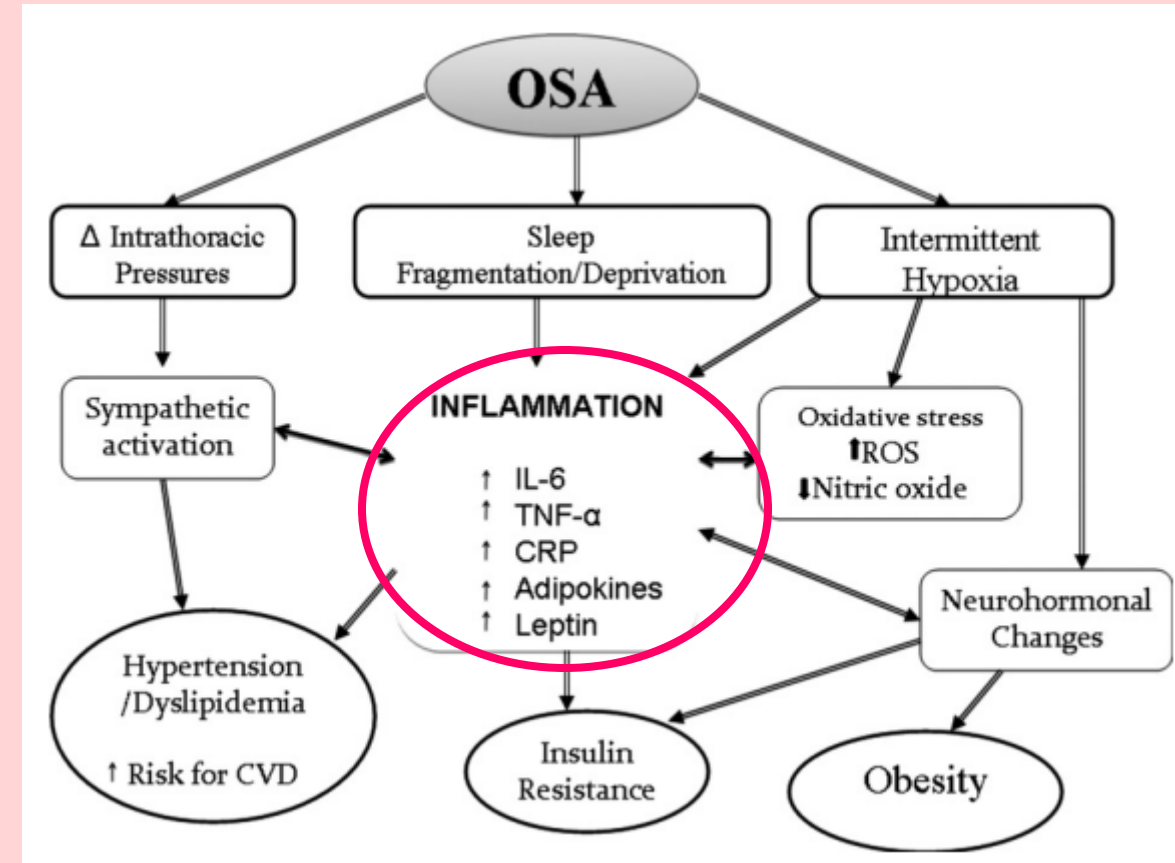 OSA
Δ Intrathoracic
Pressures
Sleep
Fragmentation/Deprivation
Intermittent
Hypoxia
Sympathetic
activation
INFLAMMATION
↑ IL-6
↑ TNF-α
↑ CRP
↑ Adipokines
↑ Leptin
Oxidative stress
⬆ROS
⬇Nitric oxide
Neurohormonal
Changes
Hypertension
/Dyslipidemia
↑ Risk for CVD
Insulin
Resistance
Obesity